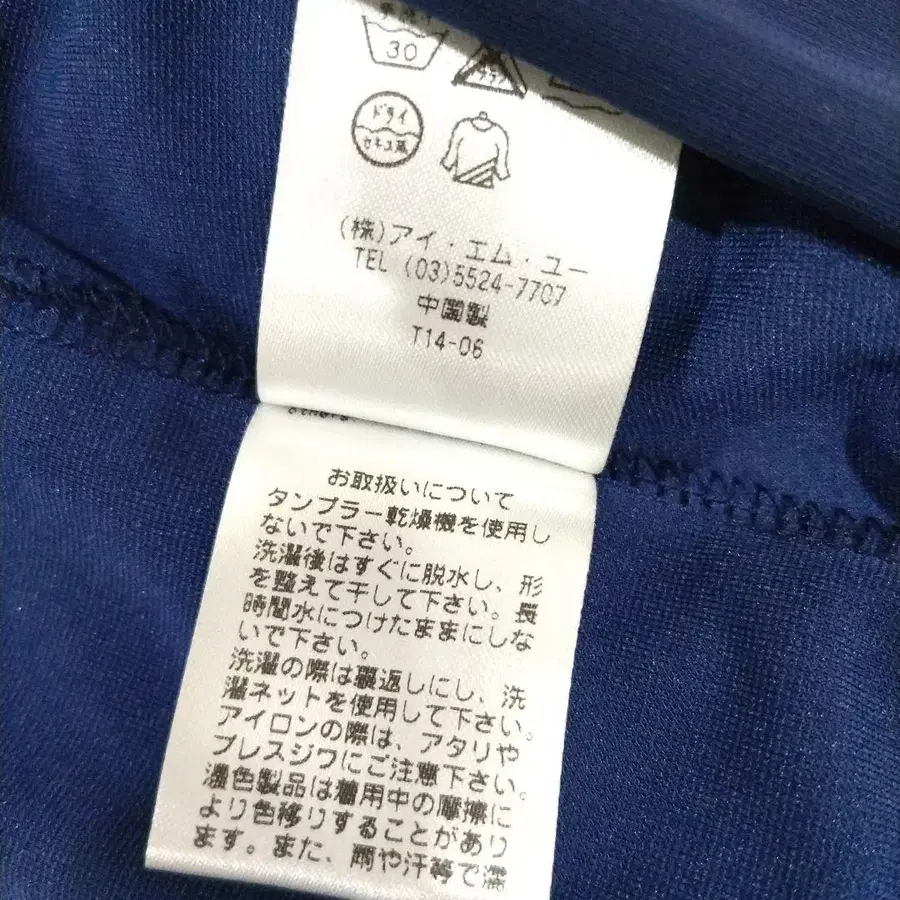 30
ドライ
セキユ系
(株)アイ・エム・ユー
TEL (03)5524-7707
中国製
T14-06
others
お取扱いについて
タンブラー乾燥機を使用し
ないで下さい。
洗濯後はすぐに脱水し、形
を整えて干して下さい。長
時間水につけたままにしな
いで下さい。
洗濯の際は裏返しにし、洗
濯ネットを使用して下さい。
アイロンの際は、アタリや
プレスジワにご注意下さい。
濃色製品は着用中の摩擦に
より色移りすることがあり
ます。また、雨や汗等で濡